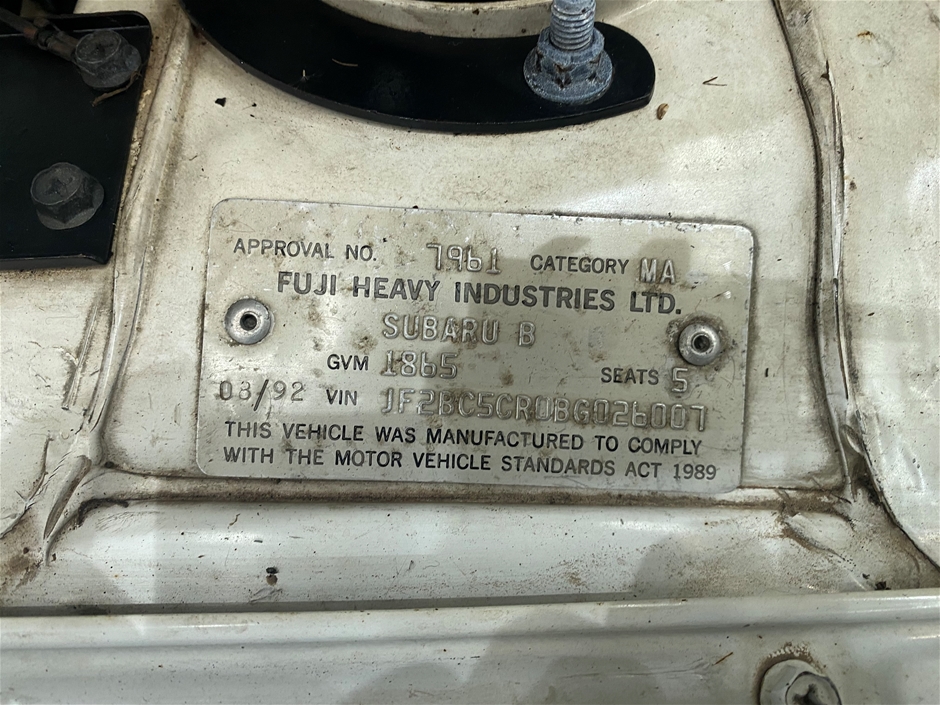 APPROVAL NO. 7961 CATEGORY MA
FUJI HEAVY INDUSTRIES LTD.
SUBARU B
GVM 1865 SEATS 5
03/92 VIN JF2BC5CR0BG026007
THIS VEHICLE WAS MANUFACTURED TO COMPLY
WITH THE MOTOR VEHICLE STANDARDS ACT 1989